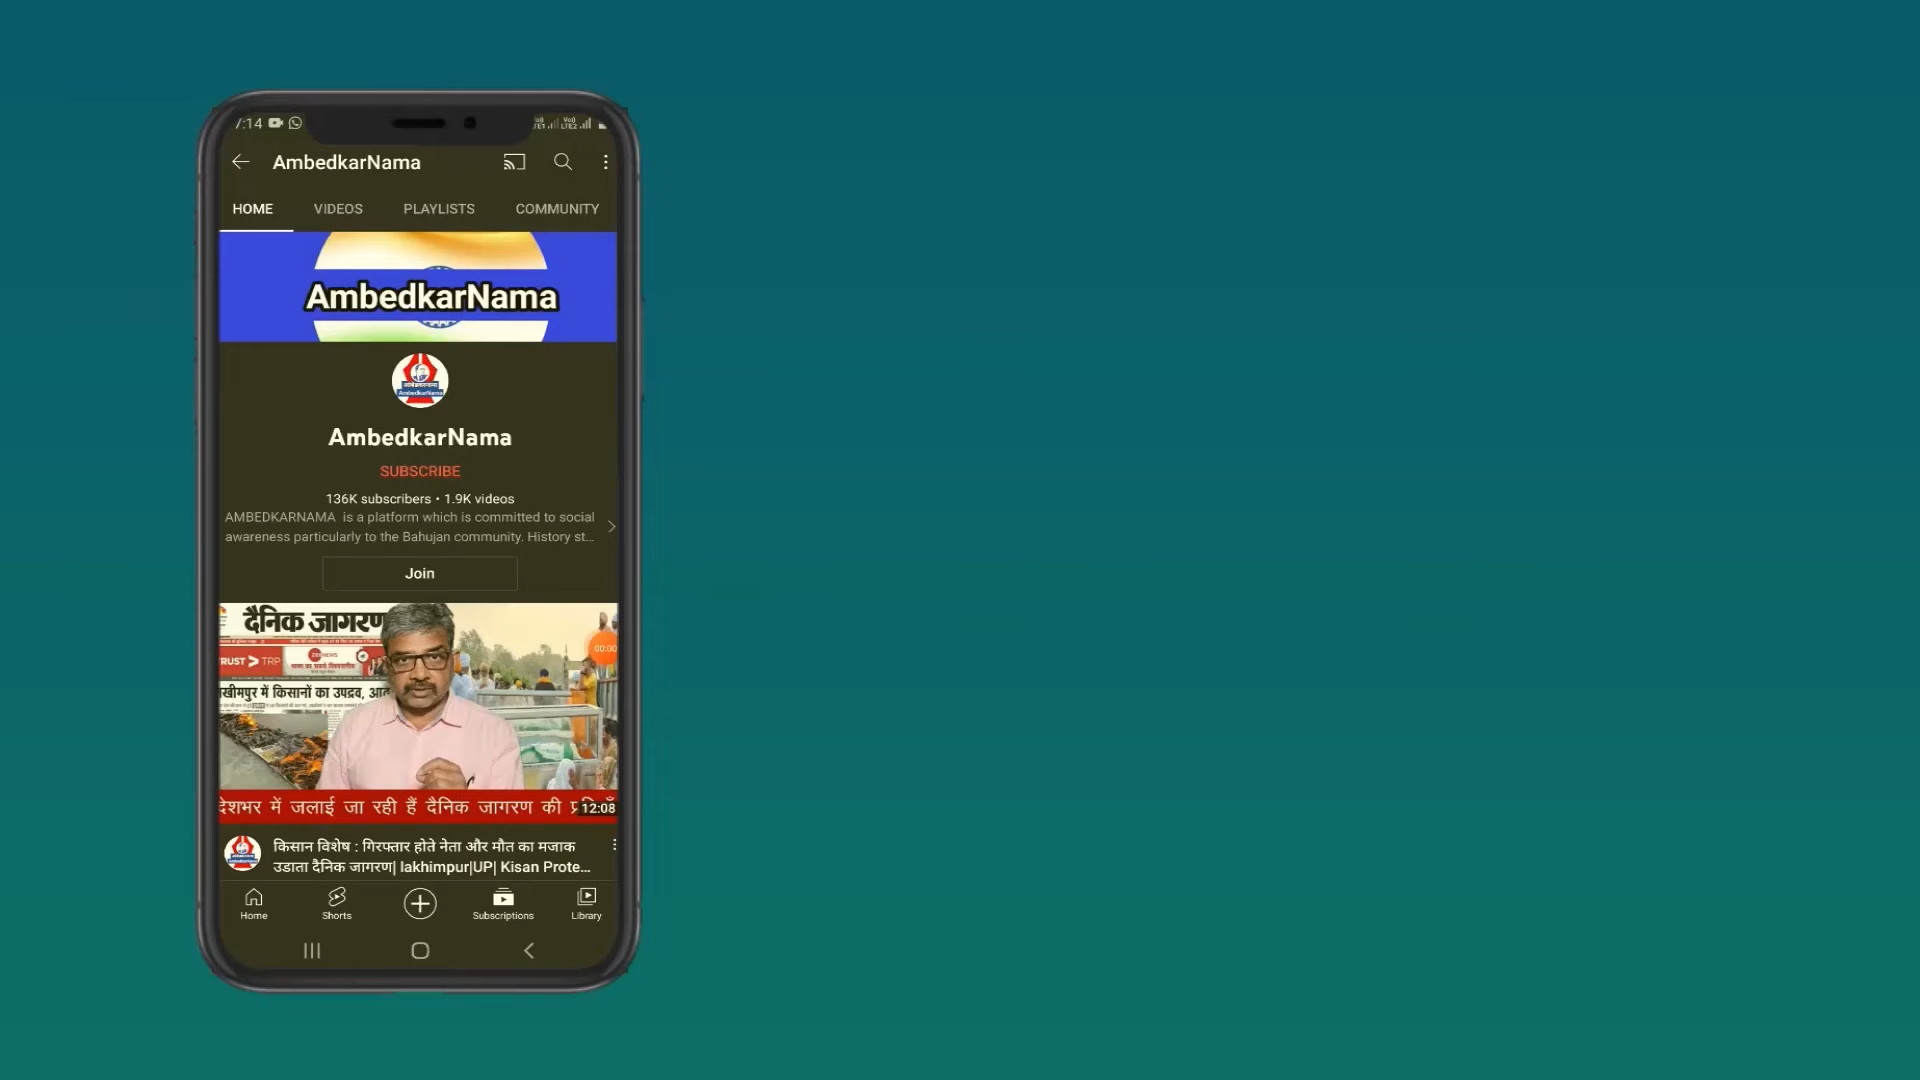 7:14
AmbedkarNama
HOME VIDEOS PLAYLISTS COMMUNITY
AmbedkarNama
AmbedkarNama
AmbedkarNama
SUBSCRIBE
136K subscribers • 1.9K videos
AMBEDKARNAMA is a platform which is committed to social
awareness particularly to the Bahujan community. History st...
Join
दैनिक जागरण
TRUST TRP
खीमपुर में किसानों का उपद्रव,
00:00
देशभर में जलाई जा रही हैं दैनिक जागरण की
12:08
किसान विशेष : गिरफ्तार होते नेता और मौत का मजाक
उडाता दैनिक जागरण| lakhimpur|UP| Kisan Prote...
Home Shorts Subscriptions Library